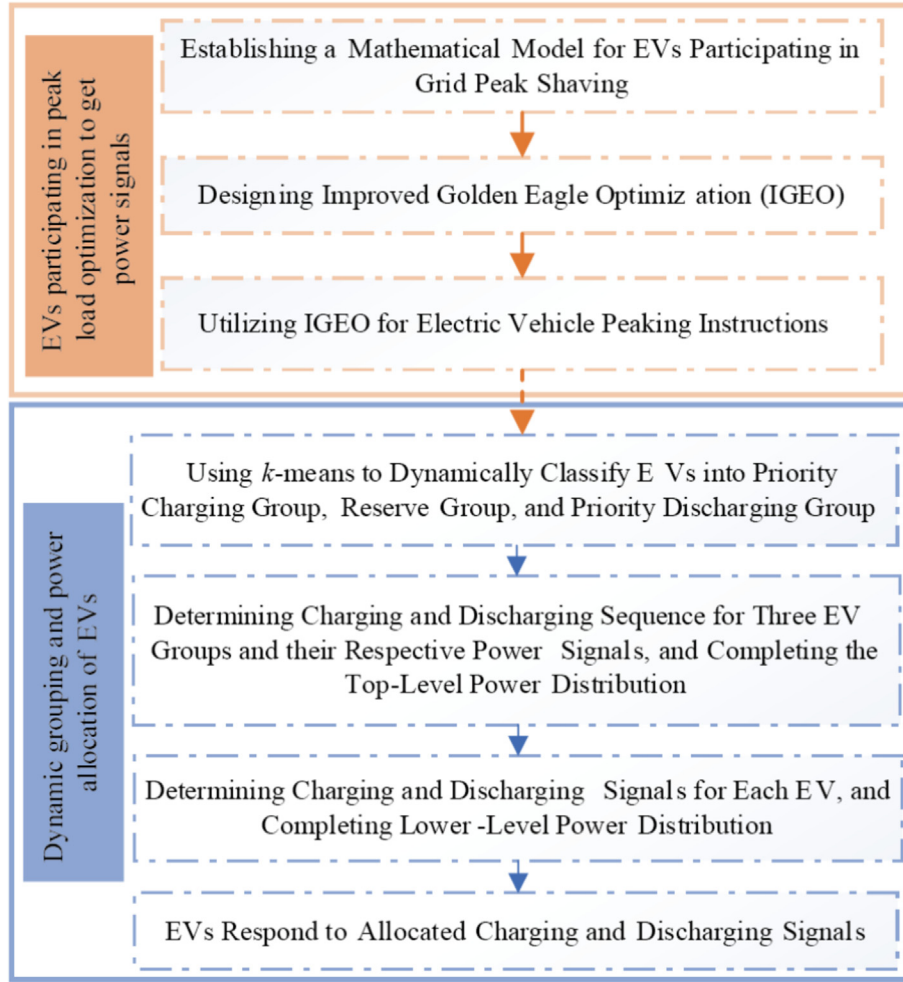 EVs participating in peak
load optimization to get
power signals
Establishing a Mathematical Model for EVs Participating in
Grid Peak Shaving
Designing Improved Golden Eagle Optimiz ation (IGEO)
Utilizing IGEO for Electric Vehicle Peaking Instructions
Dynamic grouping and power
allocation of EVs
Using k-means to Dynamically Classify E Vs into Priority
Charging Group, Reserve Group, and Priority Discharging Group
Determining Charging and Discharging Sequence for Three EV
Groups and their Respective Power Signals, and Completing the
Top-Level Power Distribution
Determining Charging and Discharging Signals for Each EV, and
Completing Lower -Level Power Distribution
EVs Respond to Allocated Charging and Discharging Signals